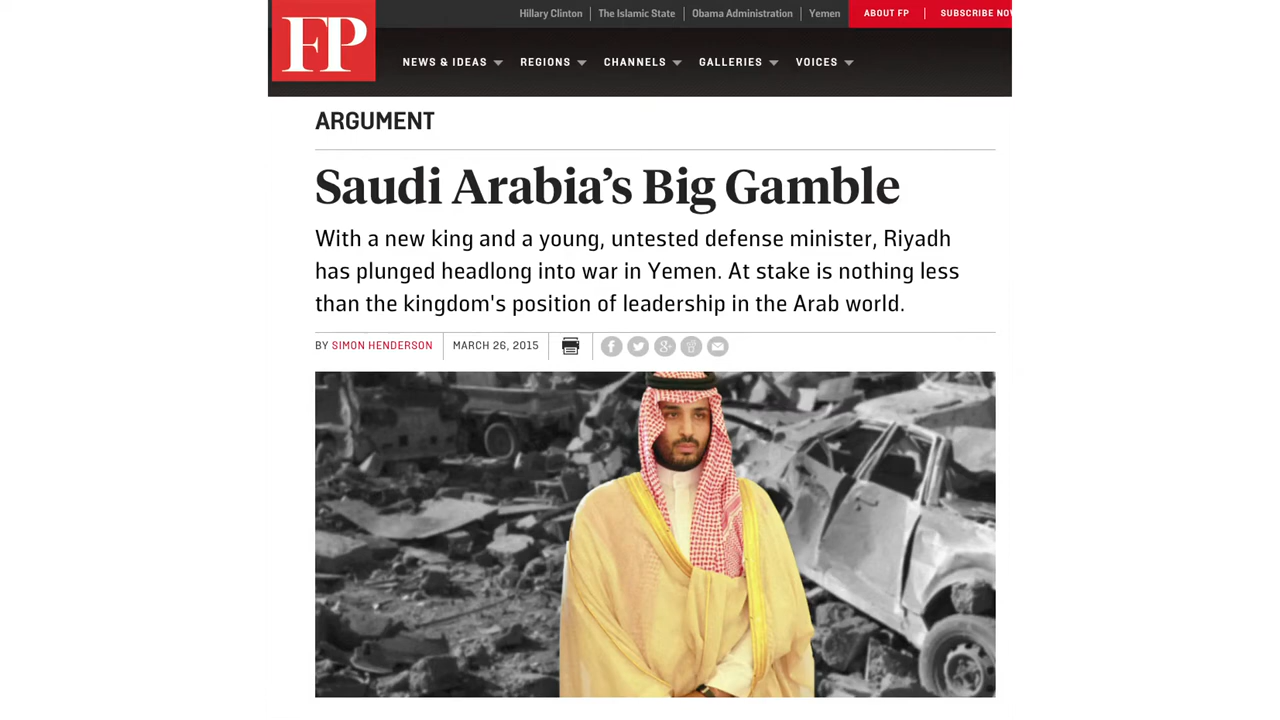 Hillary Clinton The Islamic State Obama Administration Yemen ABOUT FP SUBSCRIBE NO
FP
NEWS & IDEAS REGIONS CHANNELS GALLERIES VOICES
ARGUMENT
Saudi Arabia’s Big Gamble
With a new king and a young, untested defense minister, Riyadh
has plunged headlong into war in Yemen. At stake is nothing less
than the kingdom's position of leadership in the Arab world.
BY SIMON HENDERSON MARCH 26, 2015